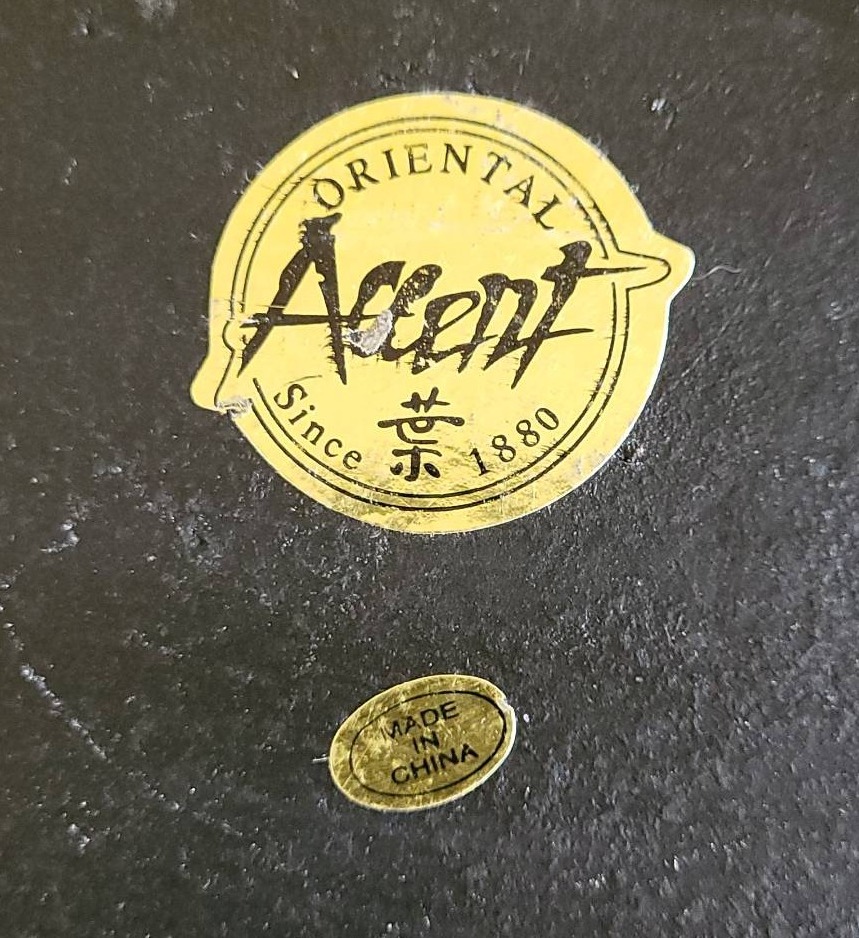 ORIENTAL
Accent
Since 葉 1880
MADE
IN
CHINA